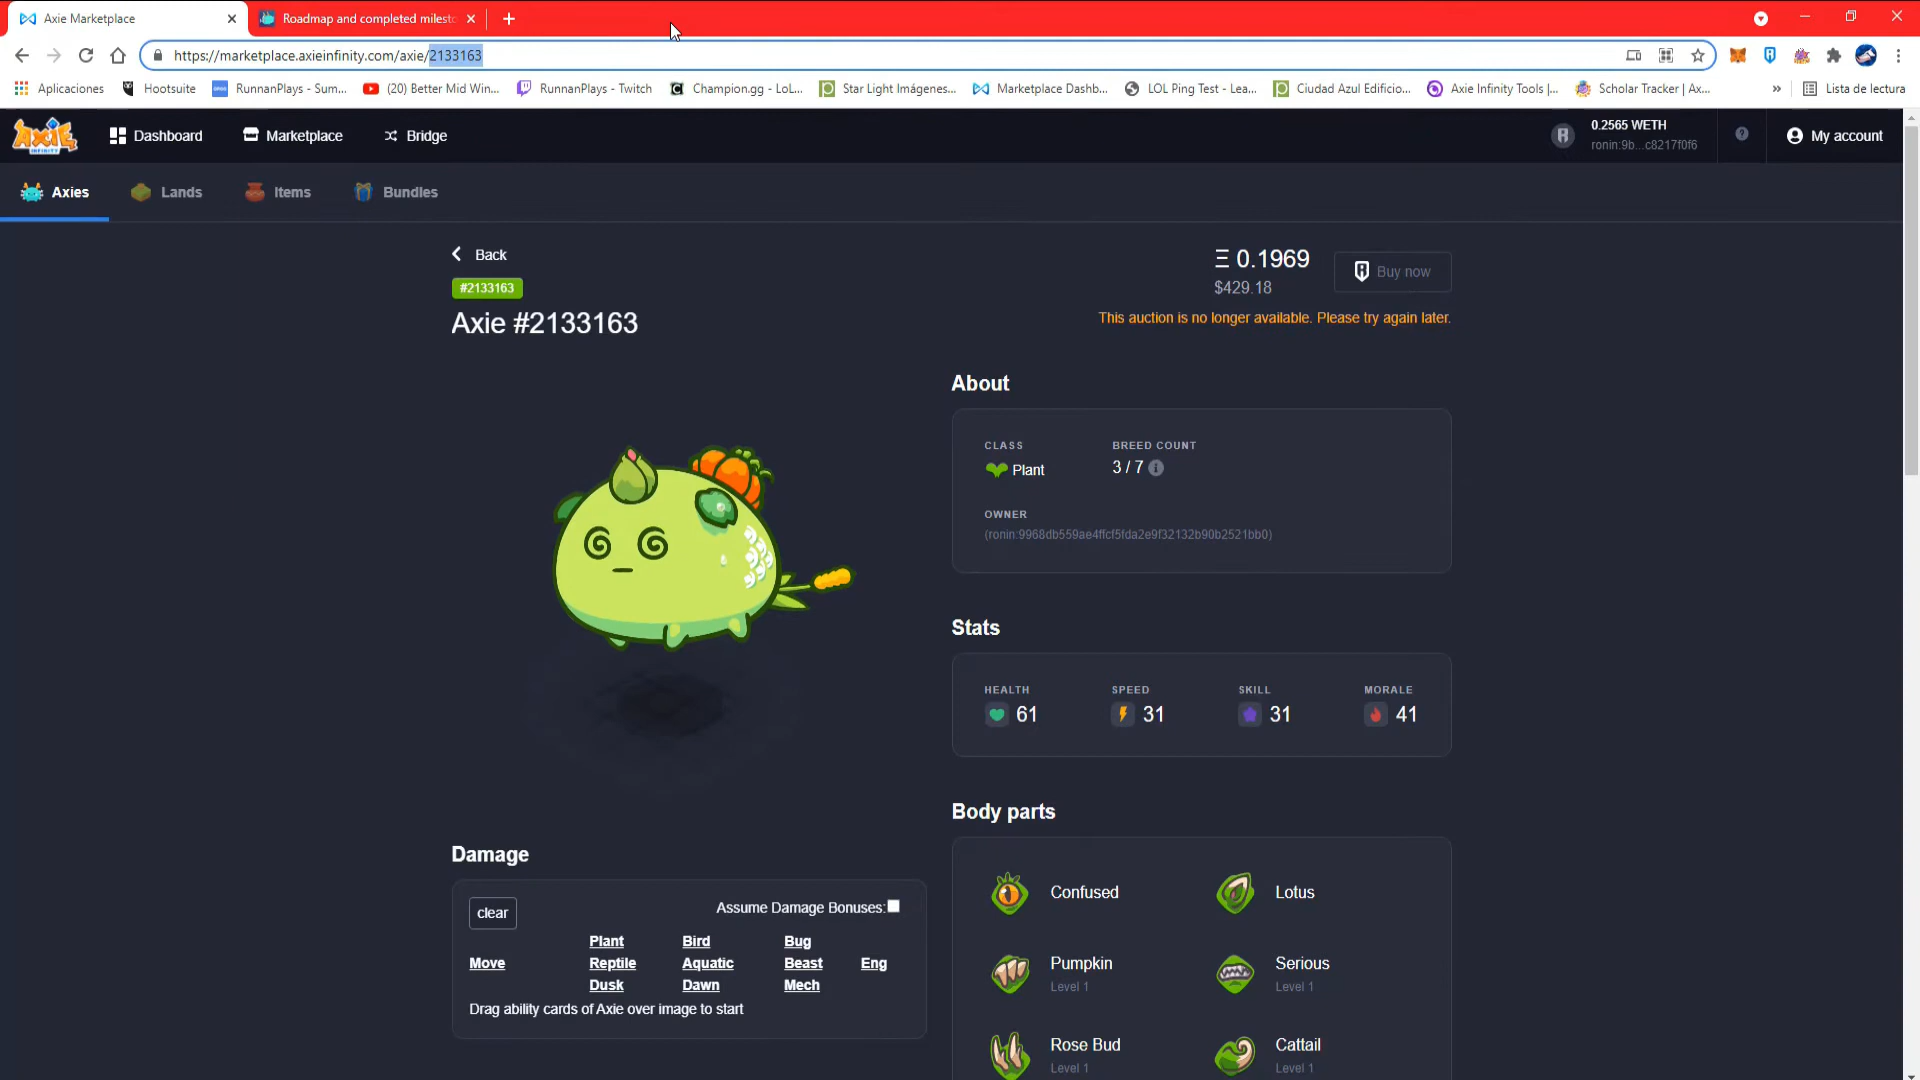 Axie Marketplace
Roadmap and completed milesto
https://marketplace.axieinfinity.com/axie/2133163
Aplicaciones
Hootsuite
RunnanPlays - Sum...
(20) Better Mid Win...
RunnanPlays - Twitch
Champion.gg - LoL...
Star Light Imágenes...
Marketplace Dashb...
LOL Ping Test - Lea...
Ciudad Azul Edificio...
Axie Infinity Tools |...
Scholar Tracker | Ax...
»
Lista de lectura
AXIE
INFINITY
Dashboard
Marketplace
Bridge
0.2565 WETH
ronin:9b...c8217f0f6
My account
Axies
Lands
Items
Bundles
Back
#2133163
Axie #2133163
Ξ 0.1969
$429.18
Buy now
This auction is no longer available. Please try again later.
About
CLASS
Plant
BREED COUNT
3 / 7
OWNER
(ronin:9968db559ae4ffcf5fda2e9f32132b90b2521bb0)
Stats
HEALTH
61
SPEED
31
SKILL
31
MORALE
41
Body parts
Confused
Lotus
Pumpkin
Level 1
Serious
Level 1
Rose Bud
Level 1
Cattail
Level 1
Damage
clear
Assume Damage Bonuses:
Plant Bird Bug
Move Reptile Aquatic Beast Eng
Dusk Dawn Mech
Drag ability cards of Axie over image to start